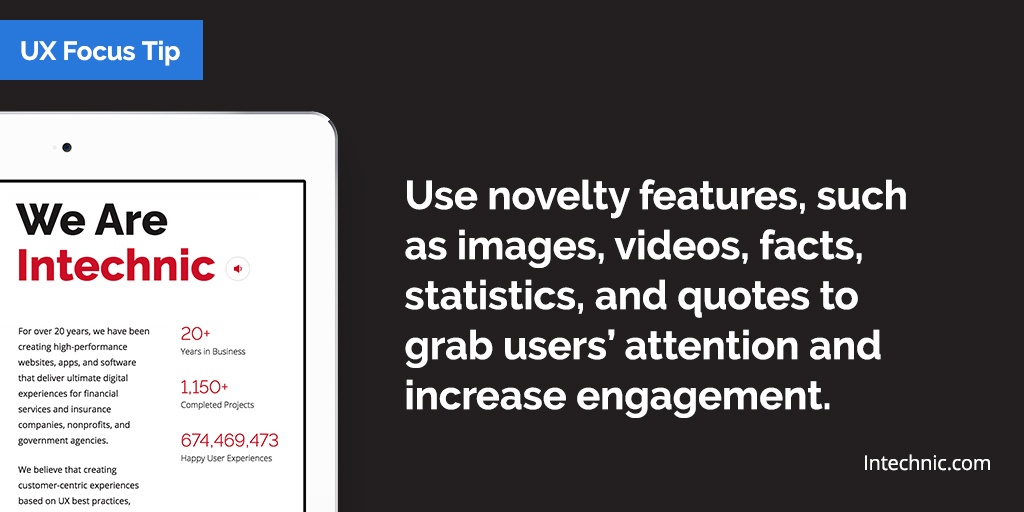 UX Focus Tip
We Are
Intechnic
For over 20 years, we have been
creating high-performance
websites, apps, and software
that deliver ultimate digital
experiences for financial
services and insurance
companies, nonprofits, and
government agencies.
We believe that creating
customer-centric experiences
based on UX best practices,
20+
Years in Business
1,150+
Completed Projects
674,469,473
Happy User Experiences
Use novelty features, such
as images, videos, facts,
statistics, and quotes to
grab users’ attention and
increase engagement.
Intechnic.com